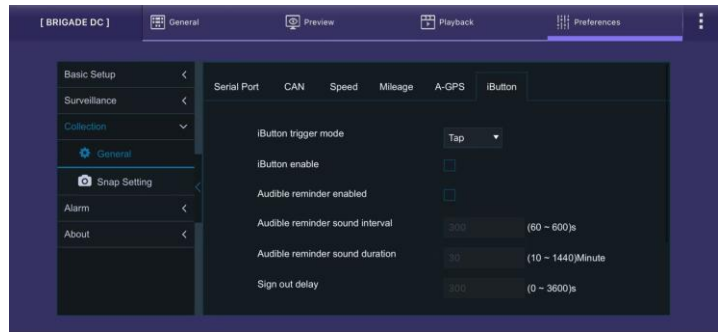 [ BRIGADE DC ] General Preview Playback Preferences
Basic Setup
Surveillance
Collection
General
Snap Setting
Alarm
About
Serial Port CAN Speed Mileage A-GPS iButton
iButton trigger mode Tap
iButton enable
Audible reminder enabled
Audible reminder sound interval 300 (60 ~ 600)s
Audible reminder sound duration 30 (10 ~ 1440)Minute
Sign out delay 300 (0 ~ 3600)s